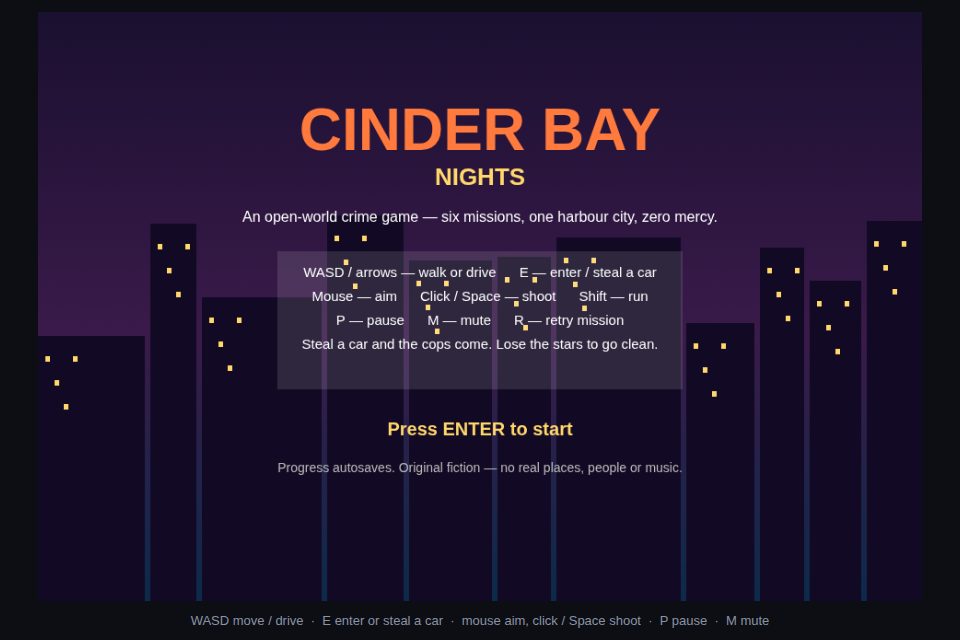 CINDER BAY
NIGHTS
An open-world crime game — six missions, one harbour city, zero mercy.
WASD / arrows — walk or drive E — enter / steal a car
Mouse — aim Click / Space — shoot Shift — run
P — pause M — mute R — retry mission
Steal a car and the cops come. Lose the stars to go clean.
Press ENTER to start
Progress autosaves. Original fiction — no real places, people or music.
WASD move / drive · E enter or steal a car · mouse aim, click / Space shoot · P pause · M mute